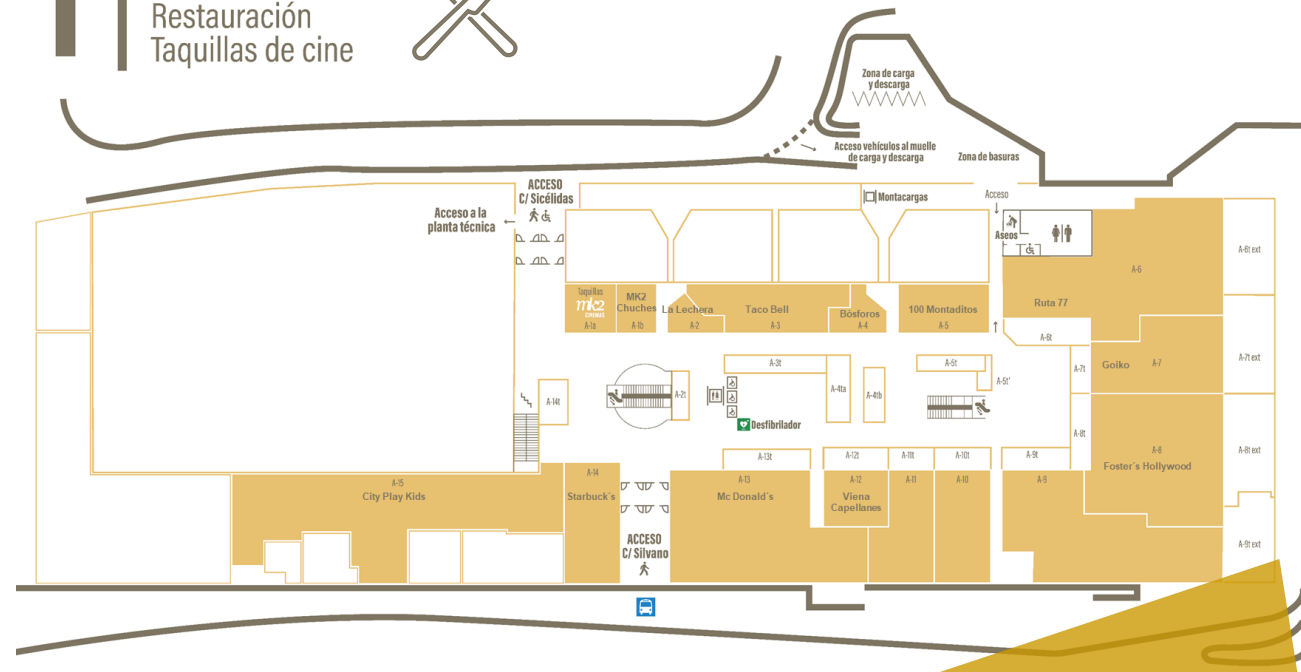 Restauración
Taquillas de cine
Zona de carga
y descarga
Acceso vehículos al muelle
de carga y descarga
Zona de basuras
ACCESO
C/ Sicélidas
Acceso a la
planta técnica
Montacargas
Acceso
Aseos
A-6
A-6t ext
Taquillas
mk2
CINEMAS
A-1a
MK2
Chuches
A-1b
La Lechera
A-2
Taco Bell
A-3
Bósforos
A-4
100 Montaditos
A-5
Ruta 77
A-6t
A-3t
A-5t
A-5t'
A-7t
Goiko
A-7
A-7t ext
A-14t
A-2t
A-4ta
A-4tb
Desfibrilador
A-8t
A-8
Foster´s Hollywood
A-8t ext
A-13t
A-12t
A-11t
A-10t
A-9t
A-15
City Play Kids
A-14
Starbuck´s
A-13
Mc Donald´s
A-12
Viena
Capellanes
A-11
A-10
A-9
A-9t ext
ACCESO
C/ Silvano